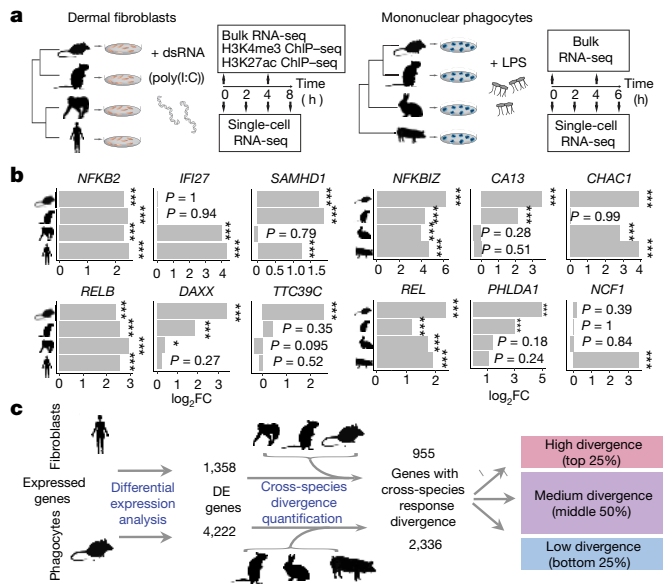 a
Dermal fibroblasts
+ dsRNA
(poly(I:C))
Bulk RNA-seq
H3K4me3 ChIP–seq
H3K27ac ChIP–seq
0 2 4 8
Time
( h )
Single-cell
RNA-seq
Mononuclear phagocytes
+ LPS
Bulk
RNA-seq
0 2 4 6
Time
(h)
Single-cell
RNA-seq
b
NFKB2
***
***
***
***
0 1 2
IFI27
P = 1
P = 0.94
***
***
0 1 2 3 4
SAMHD1
***
***
P = 0.79
***
0 0.5 1.0 1.5
NFKBIZ
***
***
***
***
0 2 4 6
CA13
***
***
P = 0.28
P = 0.51
0 1 2 3
CHAC1
***
P = 0.99
***
***
0 1 2 3 4
RELB
***
***
***
***
0 1 2
DAXX
***
***
*
P = 0.27
0 1 2 3
TTC39C
***
P = 0.35
P = 0.095
P = 0.52
0 1 2
log2FC
REL
***
***
***
***
0 1 2
PHLDA1
***
***
P = 0.18
P = 0.24
1 3 5
NCF1
P = 0.39
P = 1
P = 0.84
***
0 1 2 3
log2FC
c
Fibroblasts
Expressed
genes
Phagocytes
Differential
expression
analysis
1,358
DE
genes
4,222
Cross-species
divergence
quantification
955
Genes with
cross-species
response
divergence
2,336
High divergence
(top 25%)
Medium divergence
(middle 50%)
Low divergence
(bottom 25%)